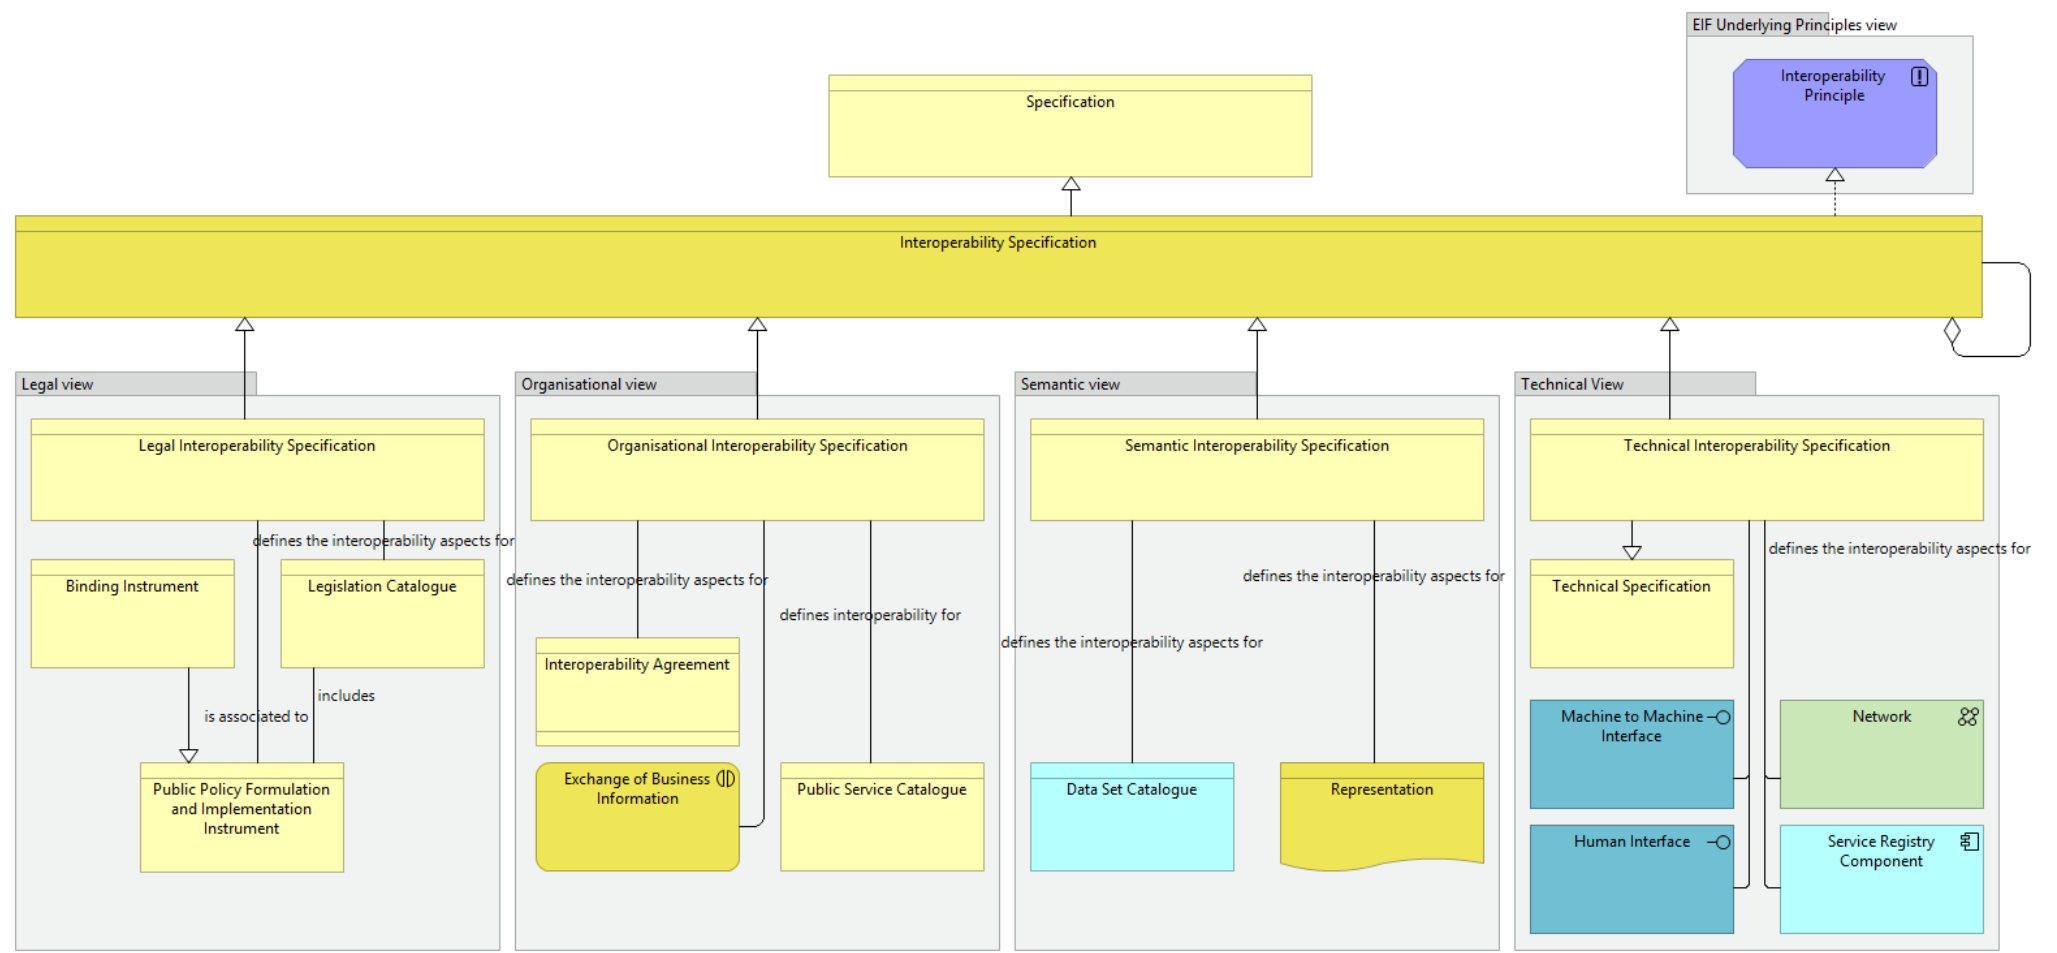 EIF Underlying Principles view
Interoperability
Principle
Specification
Interoperability Specification
Legal view
Legal Interoperability Specification
defines the interoperability aspects for
Binding Instrument
Legislation Catalogue
includes
is associated to
Public Policy Formulation
and Implementation
Instrument
Organisational view
Organisational Interoperability Specification
defines the interoperability aspects for
defines interoperability for
Interoperability Agreement
Exchange of Business
Information
Public Service Catalogue
Semantic view
Semantic Interoperability Specification
defines the interoperability aspects for
defines the interoperability aspects for
Data Set Catalogue
Representation
Technical View
Technical Interoperability Specification
defines the interoperability aspects for
Technical Specification
Machine to Machine
Interface
Network
Human Interface
Service Registry
Component